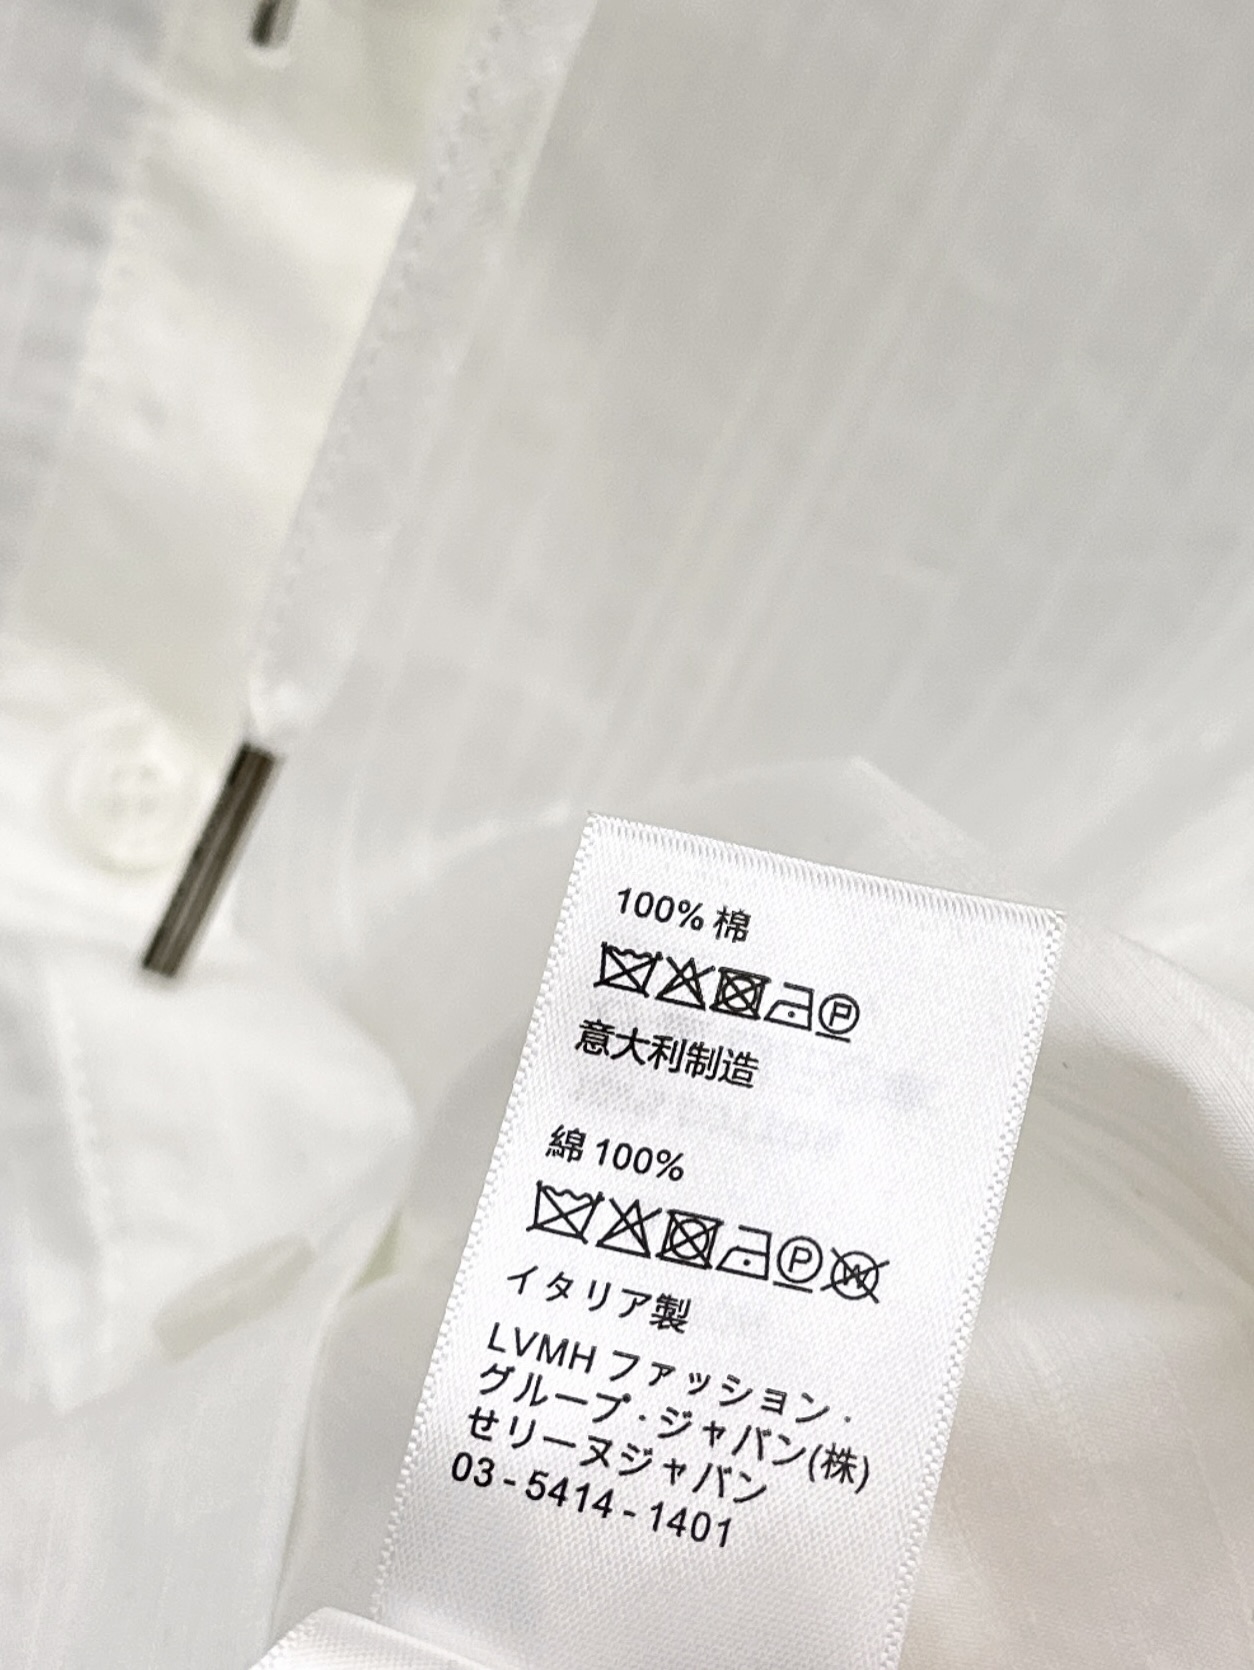 100% 棉
意大利制造
綿 100%
イタリア製
LVMH ファッション・
グループ・ジャパン(株)
せリーヌジャパン
03-5414-1401